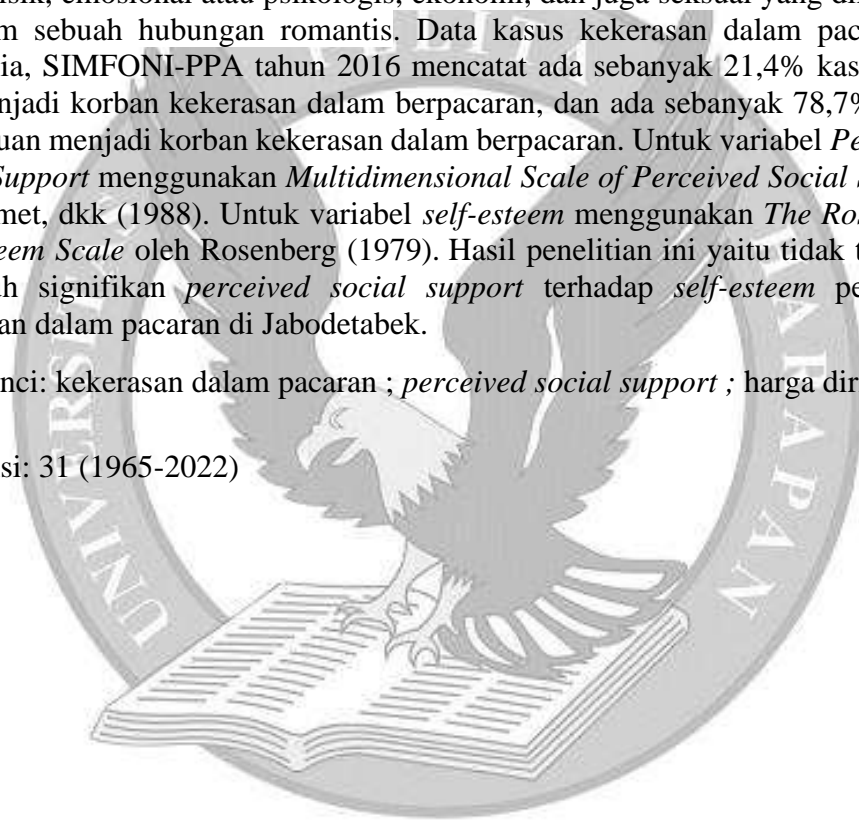 isik, emosional atau psikologis, ekonomi, dan juga seksual yang di
m sebuah hubungan romantis. Data kasus kekerasan dalam pac
ia, SIMFONI-PPA tahun 2016 mencatat ada sebanyak 21,4% kas
njadi korban kekerasan dalam berpacaran, dan ada sebanyak 78,7%
uan menjadi korban kekerasan dalam berpacaran. Untuk variabel Pe
Support menggunakan Multidimensional Scale of Perceived Social
met, dkk (1988). Untuk variabel self-esteem menggunakan The Ro
eem Scale oleh Rosenberg (1979). Hasil penelitian ini yaitu tidak t
h signifikan perceived social support terhadap self-esteem pe
an dalam pacaran di Jabodetabek.
nci: kekerasan dalam pacaran ; perceived social support ; harga dir
si: 31 (1965-2022)
UNIVERSITAS PELITA HARAPAN